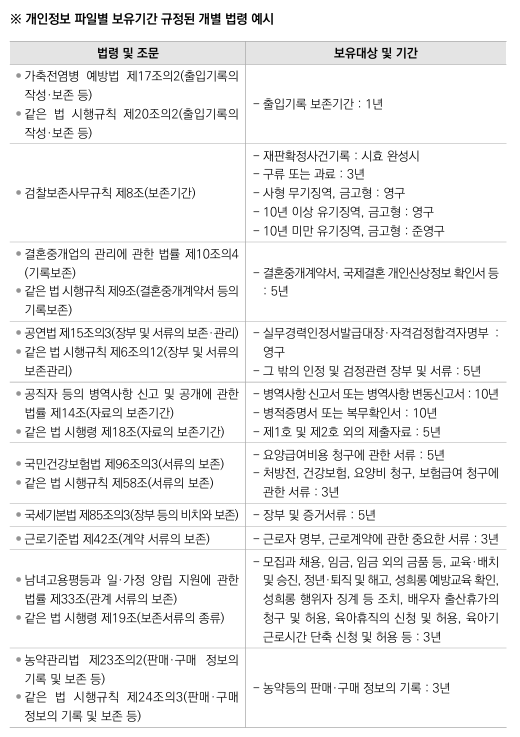 ※ 개인정보 파일별 보유기간 규정된 개별 법령 예시
법령 및 조문
보유대상 및 기간
● 가축전염병 예방법 제17조의2(출입기록의
작성·보존 등)
● 같은 법 시행규칙 제20조의2(출입기록의
작성·보존 등)
– 출입기록 보존기간 : 1년
● 검찰보존사무규칙 제8조(보존기간)
– 재판확정사건기록 : 시효 완성시
– 구류 또는 과료 : 3년
– 사형 무기징역, 금고형 : 영구
– 10년 이상 유기징역, 금고형 : 영구
– 10년 미만 유기징역, 금고형 : 준영구
● 결혼중개업의 관리에 관한 법률 제10조의4
(기록보존)
● 같은 법 시행규칙 제9조(결혼중개계약서 등의
기록보존)
– 결혼중개계약서, 국제결혼 개인신상정보 확인서 등
: 5년
● 공연법 제15조의3(장부 및 서류의 보존·관리)
● 같은 법 시행규칙 제6조의12(장부 및 서류의
보존관리)
– 실무경력인정서발급대장·자격검정합격자명부 :
영구
– 그 밖의 인정 및 검정관련 장부 및 서류 : 5년
● 공직자 등의 병역사항 신고 및 공개에 관한
법률 제14조(자료의 보존기간)
● 같은 법 시행령 제18조(자료의 보존기간)
– 병역사항 신고서 또는 병역사항 변동신고서 : 10년
– 병적증명서 또는 복무확인서 : 10년
– 제1호 및 제2호 외의 제출자료 : 5년
● 국민건강보험법 제96조의3(서류의 보존)
● 같은 법 시행규칙 제58조(서류의 보존)
– 요양급여비용 청구에 관한 서류 : 5년
– 처방전, 건강보험, 요양비 청구, 보험급여 청구에
관한 서류 : 3년
● 국세기본법 제85조의3(장부 등의 비치와 보존)
– 장부 및 증거서류 : 5년
● 근로기준법 제42조(계약 서류의 보존)
– 근로자 명부, 근로계약에 관한 중요한 서류 : 3년
● 남녀고용평등과 일·가정 양립 지원에 관한
법률 제33조(관계 서류의 보존)
● 같은 법 시행령 제19조(보존서류의 종류)
– 모집과 채용, 임금, 임금 외의 금품 등, 교육·배치
및 승진, 정년·퇴직 및 해고, 성희롱 예방교육 확인,
성희롱 행위자 징계 등 조치, 배우자 출산휴가의
청구 및 허용, 육아휴직의 신청 및 허용, 육아기
근로시간 단축 신청 및 허용 등 : 3년
● 농약관리법 제23조의2(판매·구매 정보의
기록 및 보존 등)
● 같은 법 시행규칙 제24조의3(판매·구매
정보의 기록 및 보존 등)
– 농약등의 판매·구매 정보의 기록 : 3년